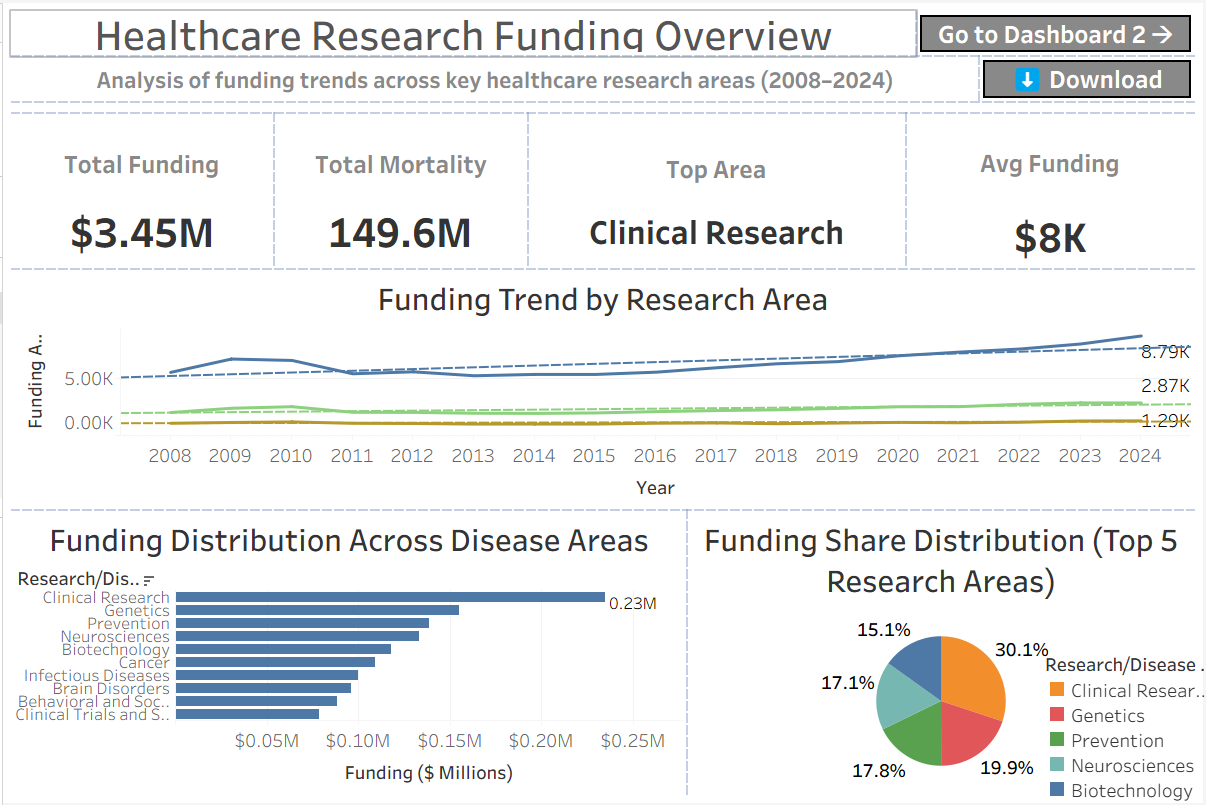 Healthcare Research Funding Overview
Go to Dashboard 2 →
Analysis of funding trends across key healthcare research areas (2008–2024)
⬇ Download
Total Funding
Total Mortality
Top Area
Avg Funding
$3.45M
149.6M
Clinical Research
$8K
Funding Trend by Research Area
Funding A..
5.00K
0.00K
8.79K
2.87K
1.29K
2008 2009 2010 2011 2012 2013 2014 2015 2016 2017 2018 2019 2020 2021 2022 2023 2024
Year
Funding Distribution Across Disease Areas
Research/Dis..
Clinical Research
0.23M
Genetics
Prevention
Neurosciences
Biotechnology
Cancer
Infectious Diseases
Brain Disorders
Behavioral and Soc..
Clinical Trials and S..
$0.05M $0.10M $0.15M $0.20M $0.25M
Funding ($ Millions)
Funding Share Distribution (Top 5
Research Areas)
15.1%
30.1%
17.1%
17.8%
19.9%
Research/Disease .
Clinical Resear..
Genetics
Prevention
Neurosciences
Biotechnology